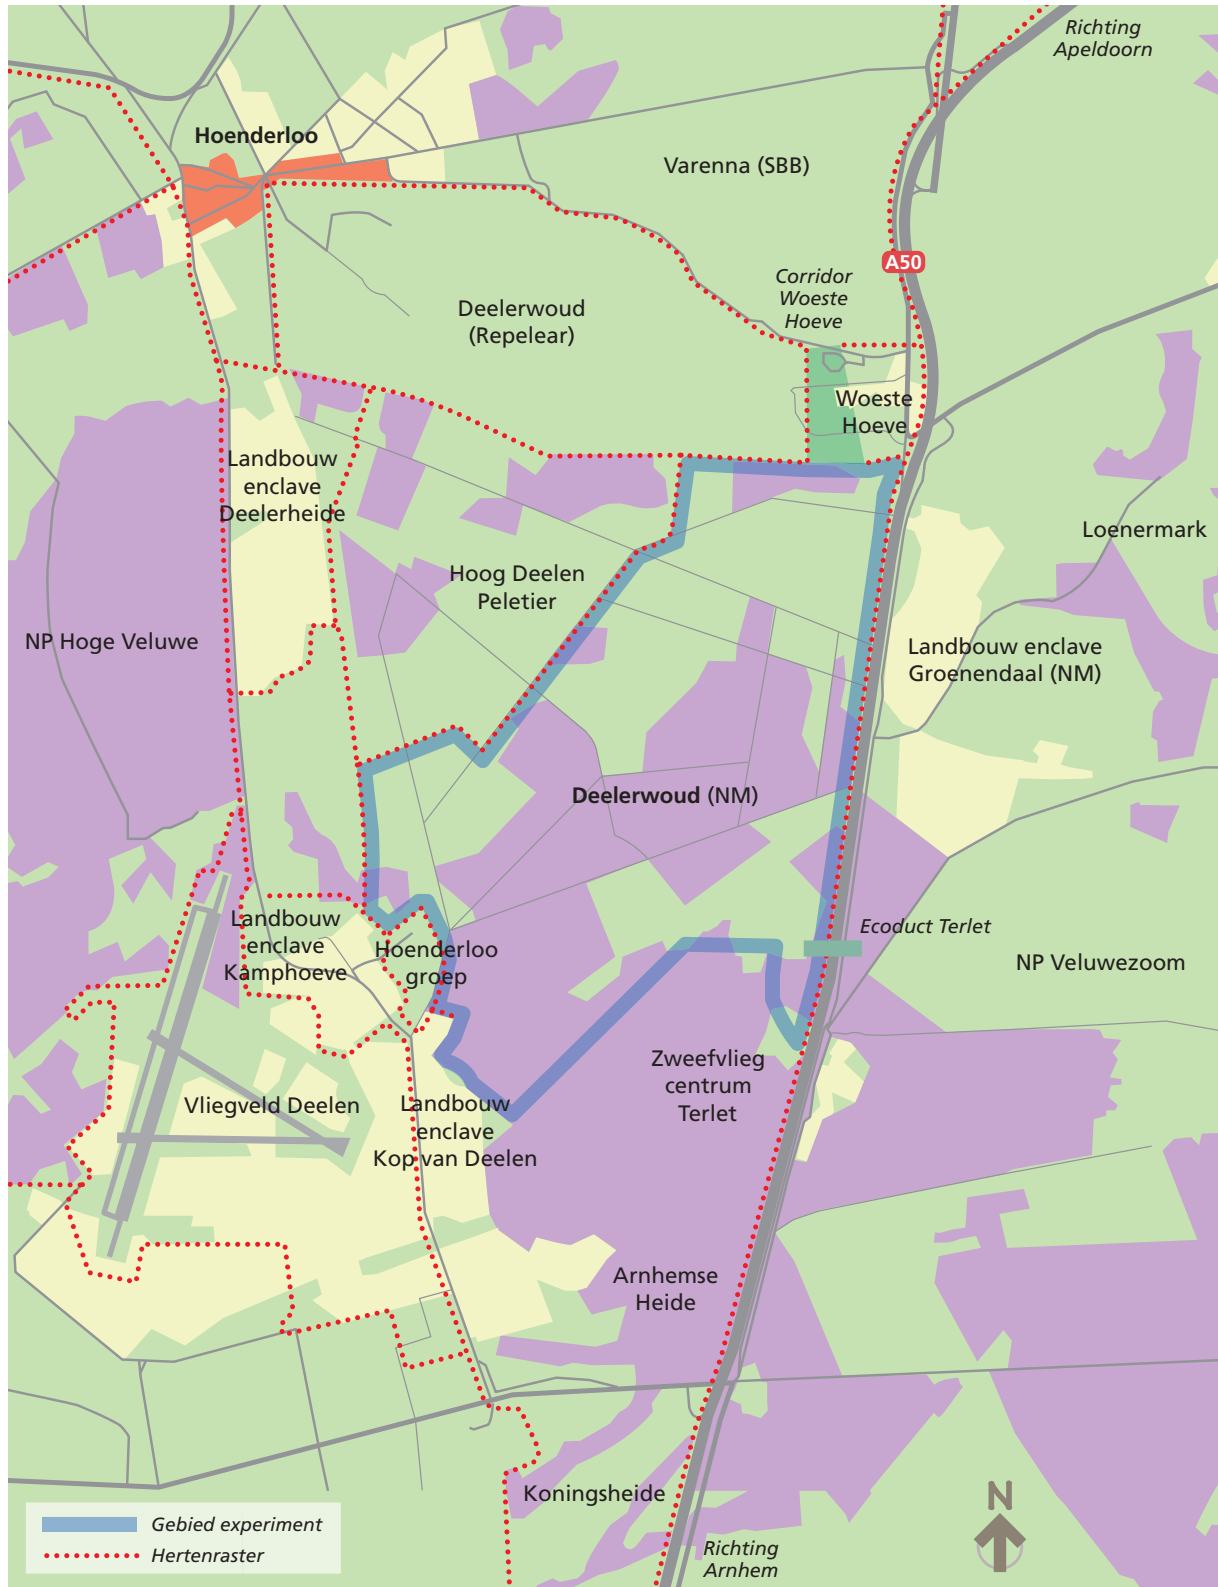 Richting
Apeldoorn
Hoenderloo
Varenna (SBB)
A50
Corridor
Woeste
Hoeve
Deelerwoud
(Repelear)
Woeste
Hoeve
Landbouw
enclave
Deelerheide
Loenermark
Hoog Deelen
Peletier
NP Hoge Veluwe
Landbouw enclave
Groenendaal (NM)
Deelerwoud (NM)
Landbouw
enclave
Kamphoeve
Hoenderloo
groep
Ecoduct Terlet
NP Veluwezoom
Zweefvlieg
centrum
Terlet
Vliegveld Deelen
Landbouw
enclave
Kop van Deelen
Arnhemse
Heide
Koningsheide
N
Gebied experiment
Hertenraster
Richting
Arnhem